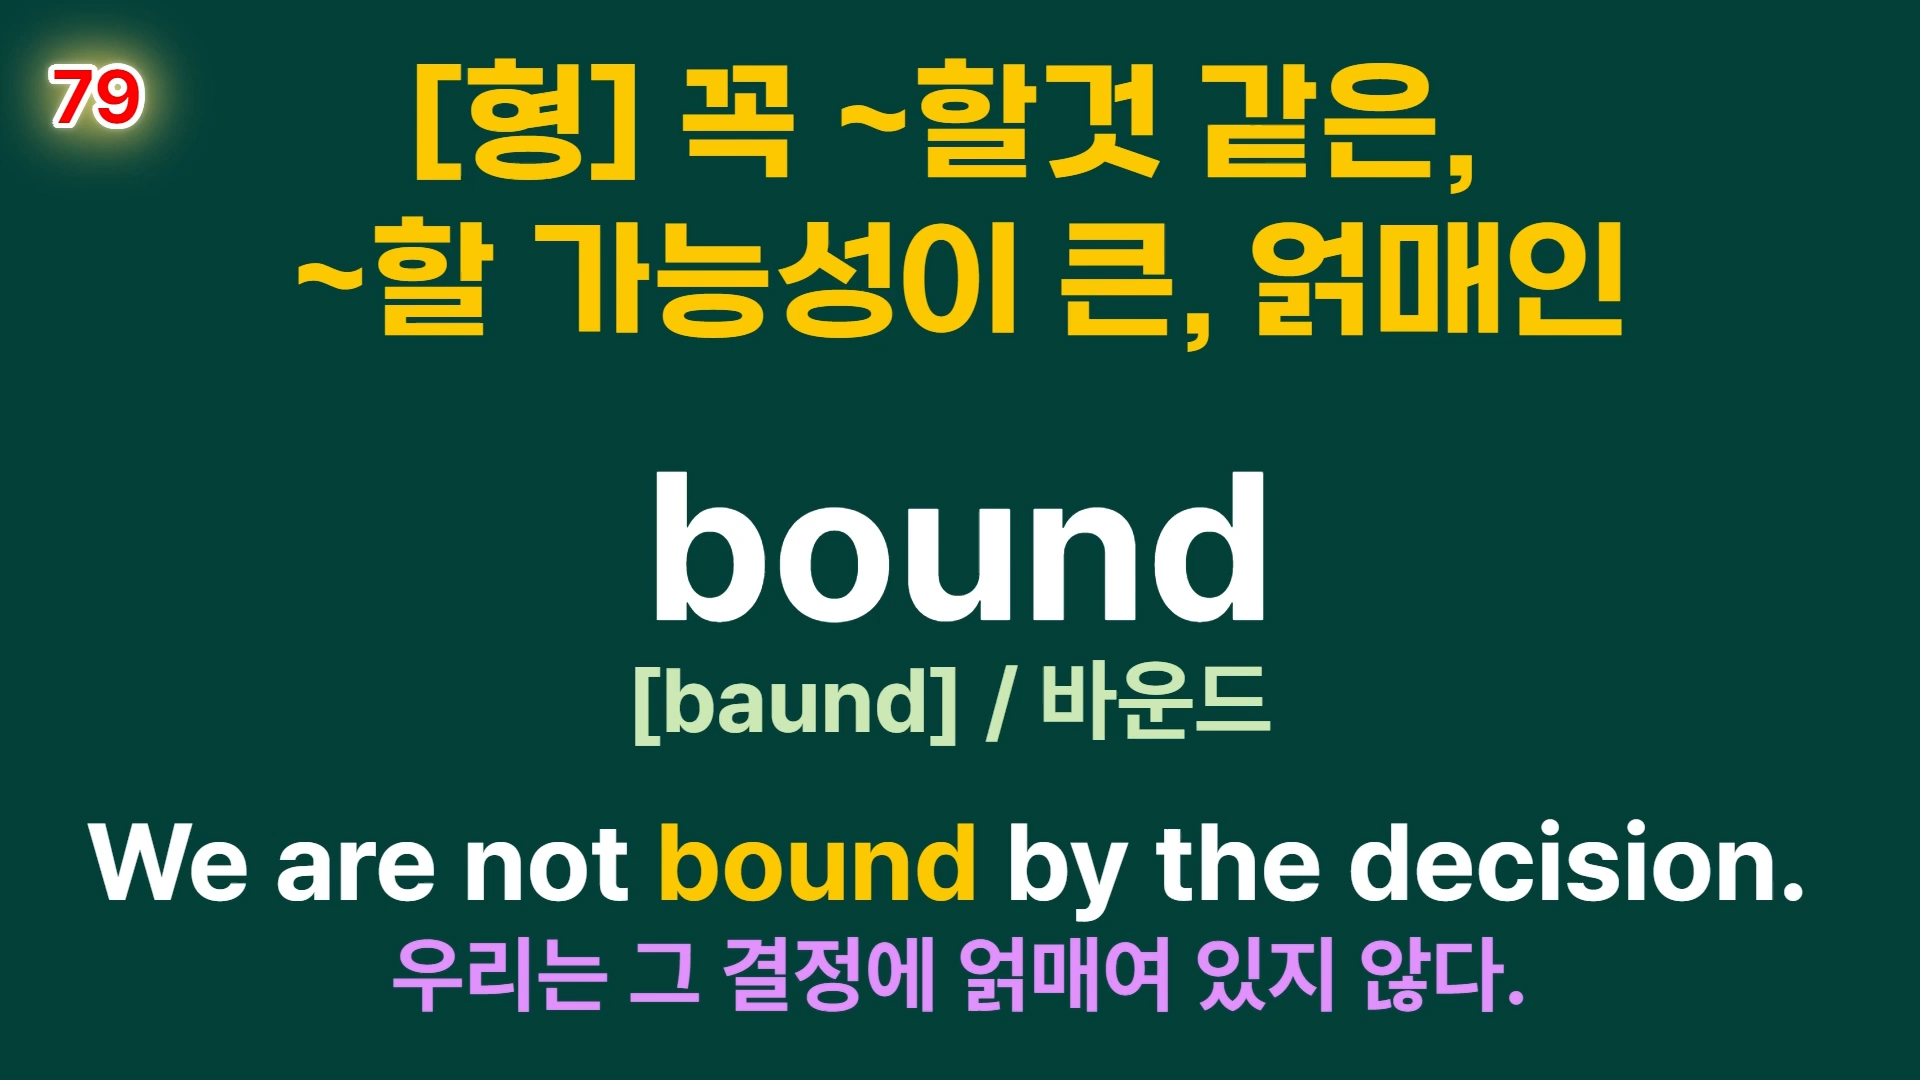 79
[형] 꼭 ~할것 같은,
~할 가능성이 큰, 얽매인
bound
[baund] / 바운드
We are not bound by the decision.
우리는 그 결정에 얽매여 있지 않다.